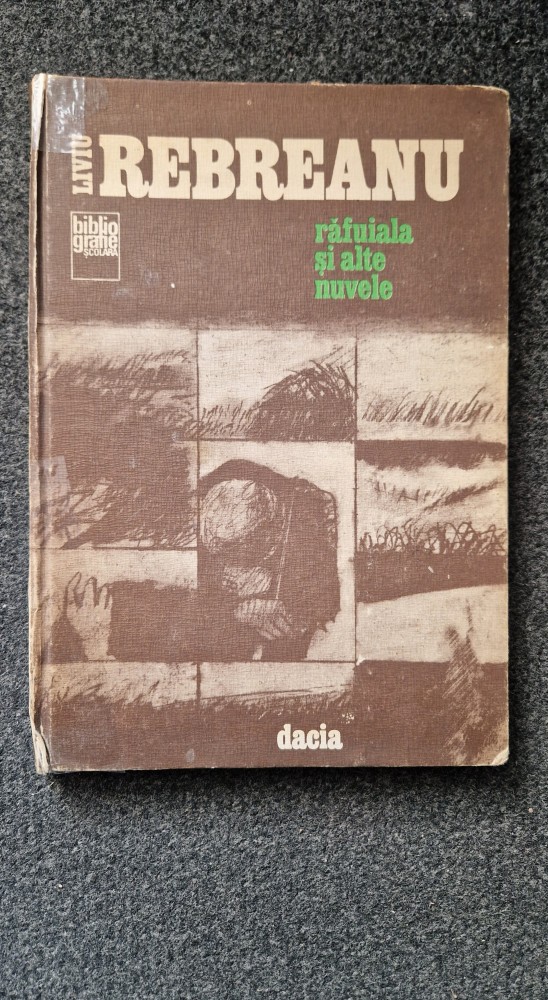 LIVIU
REBREANU
biblio
grafie
ȘCOLARĂ
răfuiala
și alte
nuvele
dacia